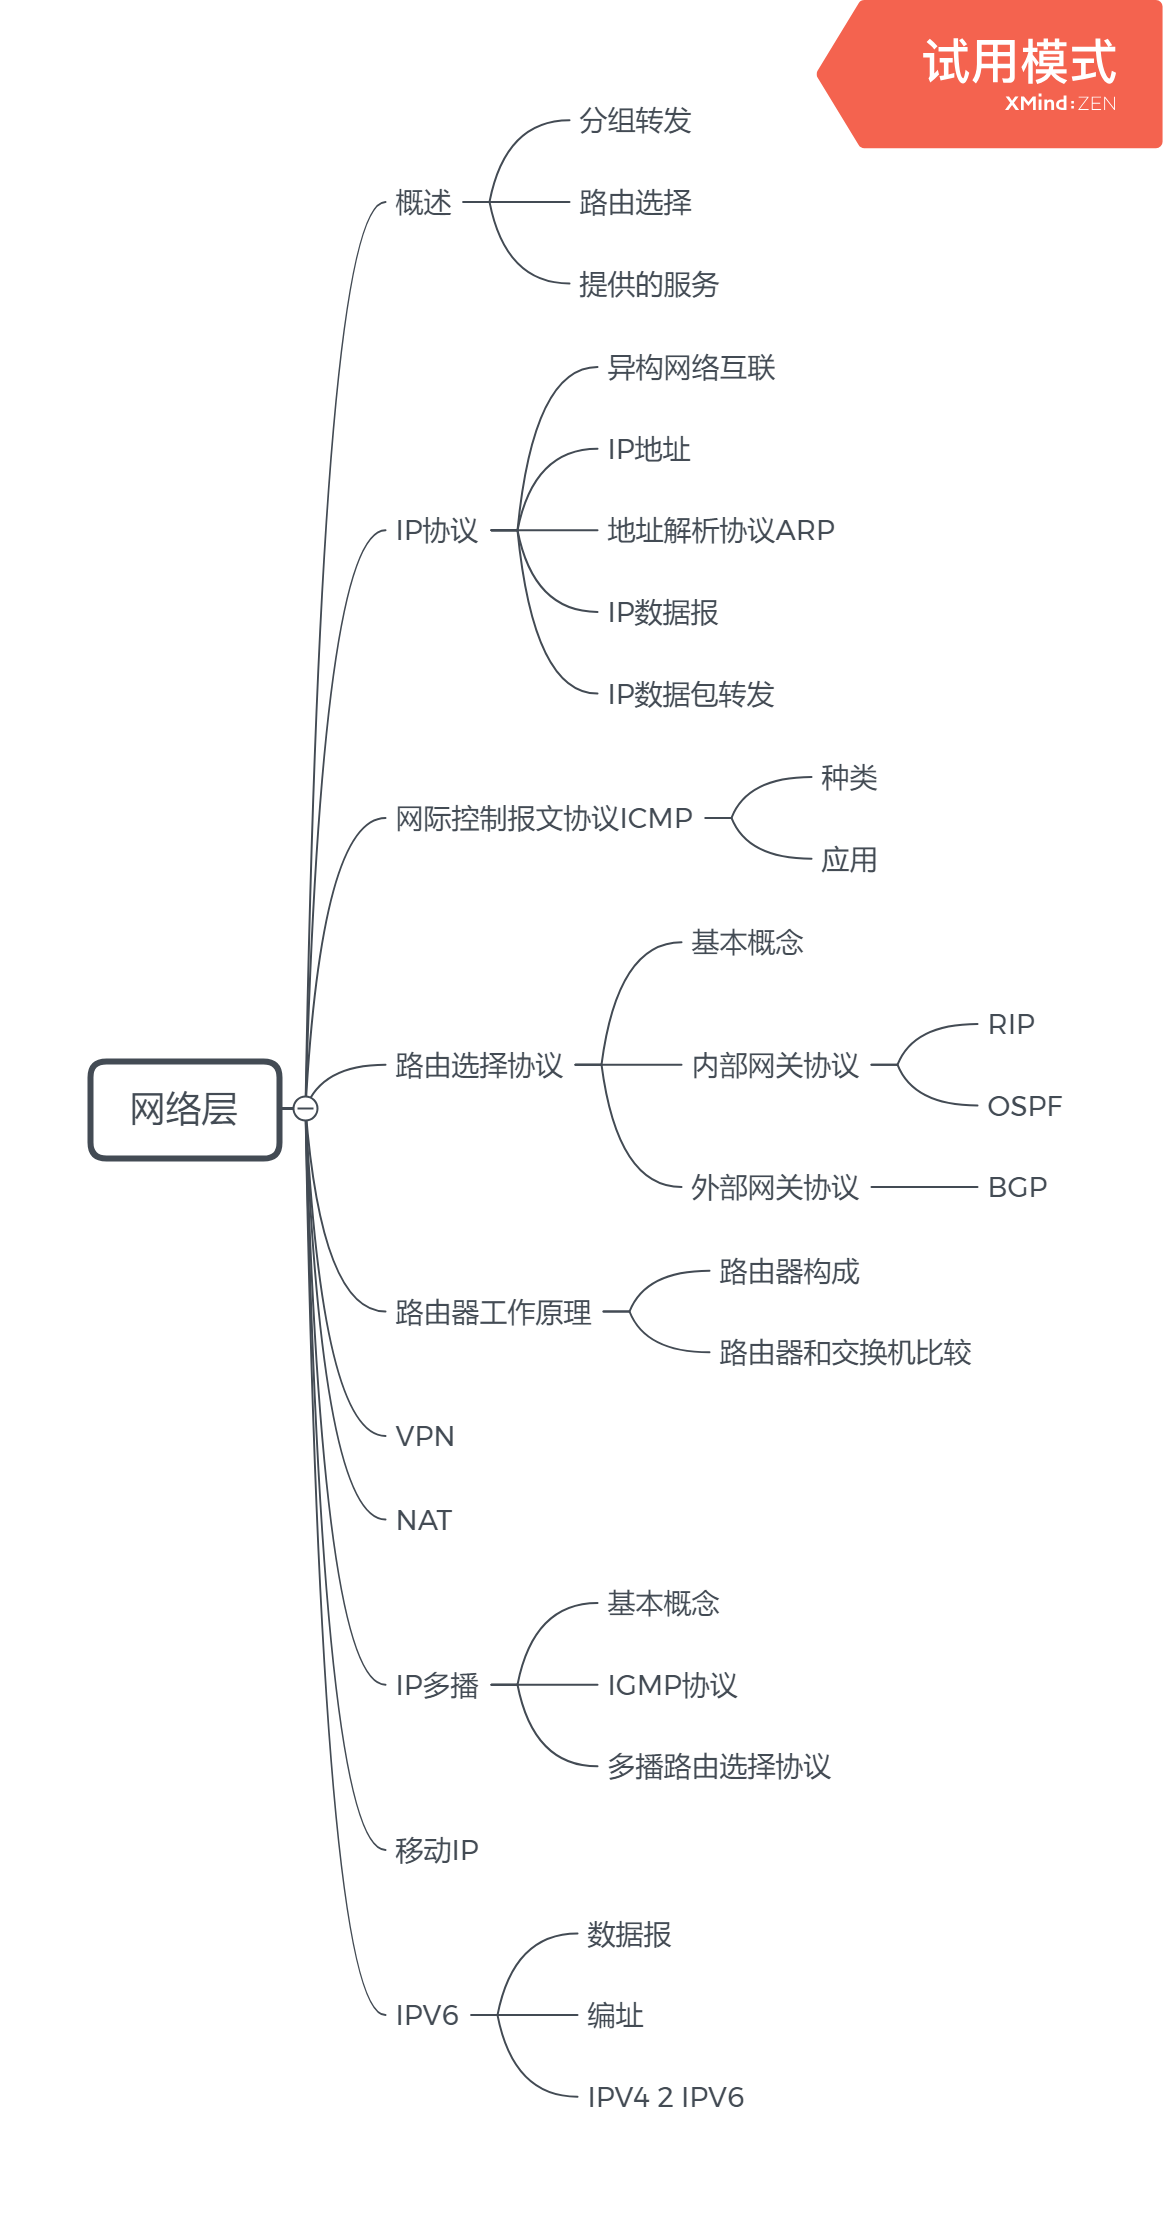 试用模式
XMind:ZEN
网络层
概述
分组转发
路由选择
提供的服务
IP协议
异构网络互联
IP地址
地址解析协议ARP
IP数据报
IP数据包转发
网际控制报文协议ICMP
种类
应用
路由选择协议
基本概念
内部网关协议
RIP
OSPF
外部网关协议
BGP
路由器工作原理
路由器构成
路由器和交换机比较
VPN
NAT
IP多播
基本概念
IGMP协议
多播路由选择协议
移动IP
IPV6
数据报
编址
IPV4 2 IPV6